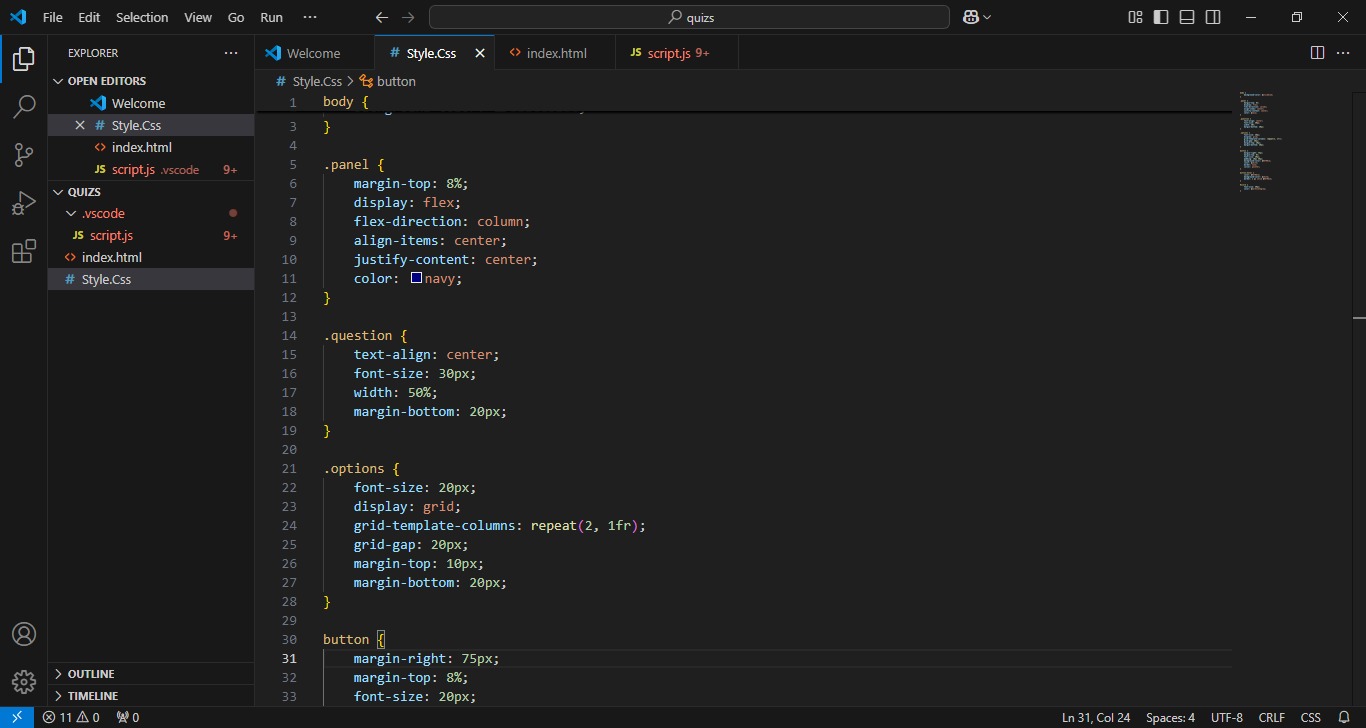 File Edit Selection View Go Run ···
quizs
EXPLORER ···
OPEN EDITORS
Welcome
# Style.Css
<> index.html
JS script.js .vscode 9+
QUIZS
.vscode
JS script.js 9+
<> index.html
# Style.Css
OUTLINE
TIMELINE
Welcome
# Style.Css
<> index.html
JS script.js 9+
# Style.Css > button
1 body {
3 }
4
5 .panel {
6 margin-top: 8%;
7 display: flex;
8 flex-direction: column;
9 align-items: center;
10 justify-content: center;
11 color: navy;
12 }
13
14 .question {
15 text-align: center;
16 font-size: 30px;
17 width: 50%;
18 margin-bottom: 20px;
19 }
20
21 .options {
22 font-size: 20px;
23 display: grid;
24 grid-template-columns: repeat(2, 1fr);
25 grid-gap: 20px;
26 margin-top: 10px;
27 margin-bottom: 20px;
28 }
29
30 button {
31 margin-right: 75px;
32 margin-top: 8%;
33 font-size: 20px;
11 0 0
Ln 31, Col 24 Spaces: 4 UTF-8 CRLF CSS